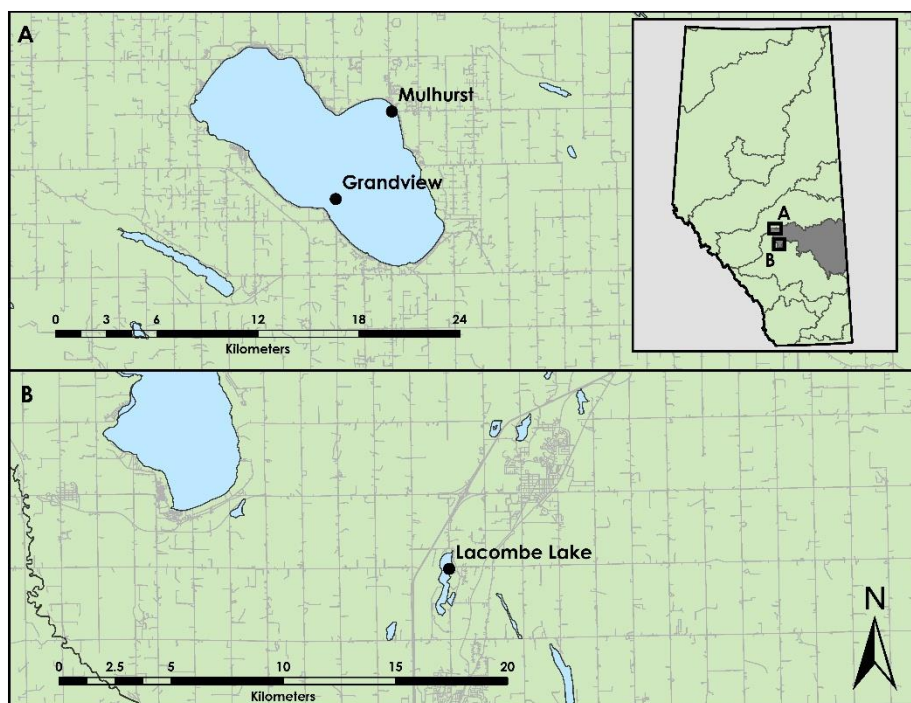 A
Mulhurst
Grandview
0 3 6 12 18 24
Kilometers
A
B
B
Lacombe Lake
N
0 2.5 5 10 15 20
Kilometers